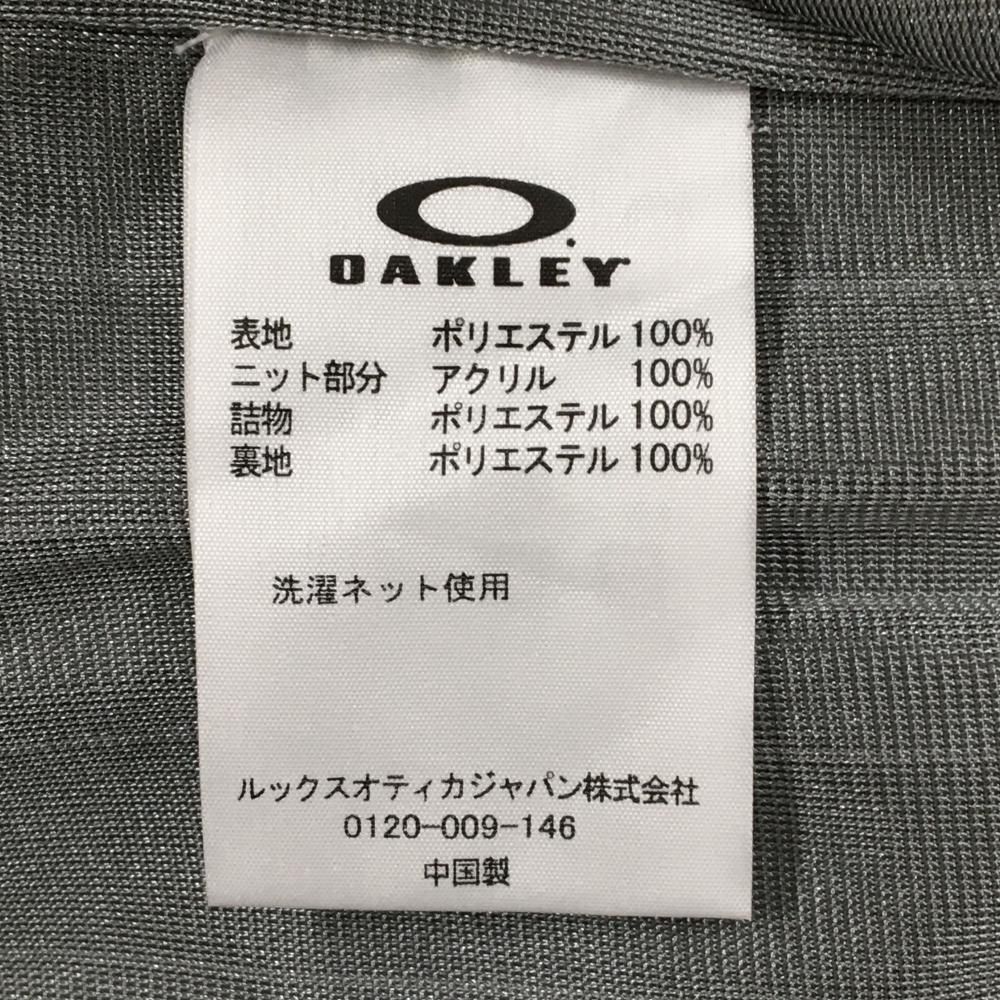 OAKLEY
表地 ポリエステル 100%
ニット部分 アクリル 100%
詰物 ポリエステル 100%
裏地 ポリエステル 100%
洗濯ネット使用
ルックスオティカジャパン株式会社
0120-009-146
中国製